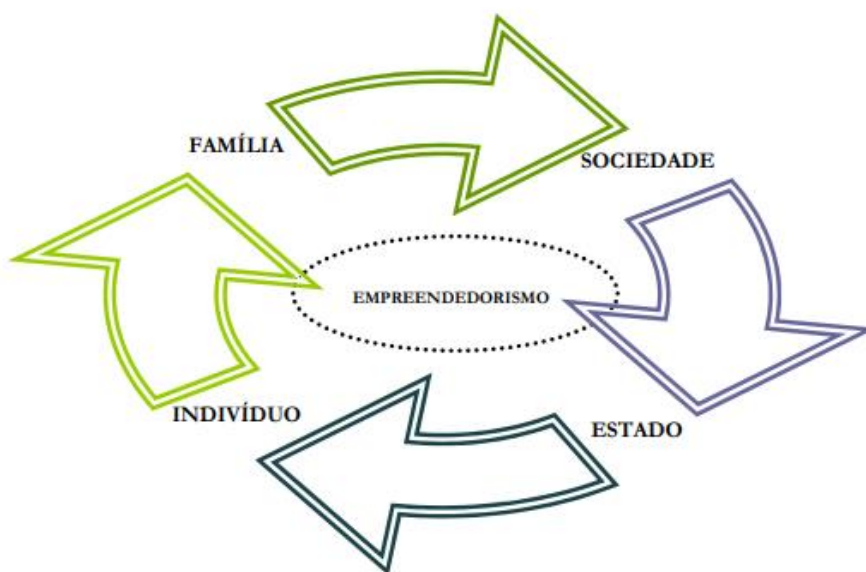 FAMÍLIA
SOCIEDADE
EMPREENDEDORISMO
INDIVÍDUO
ESTADO